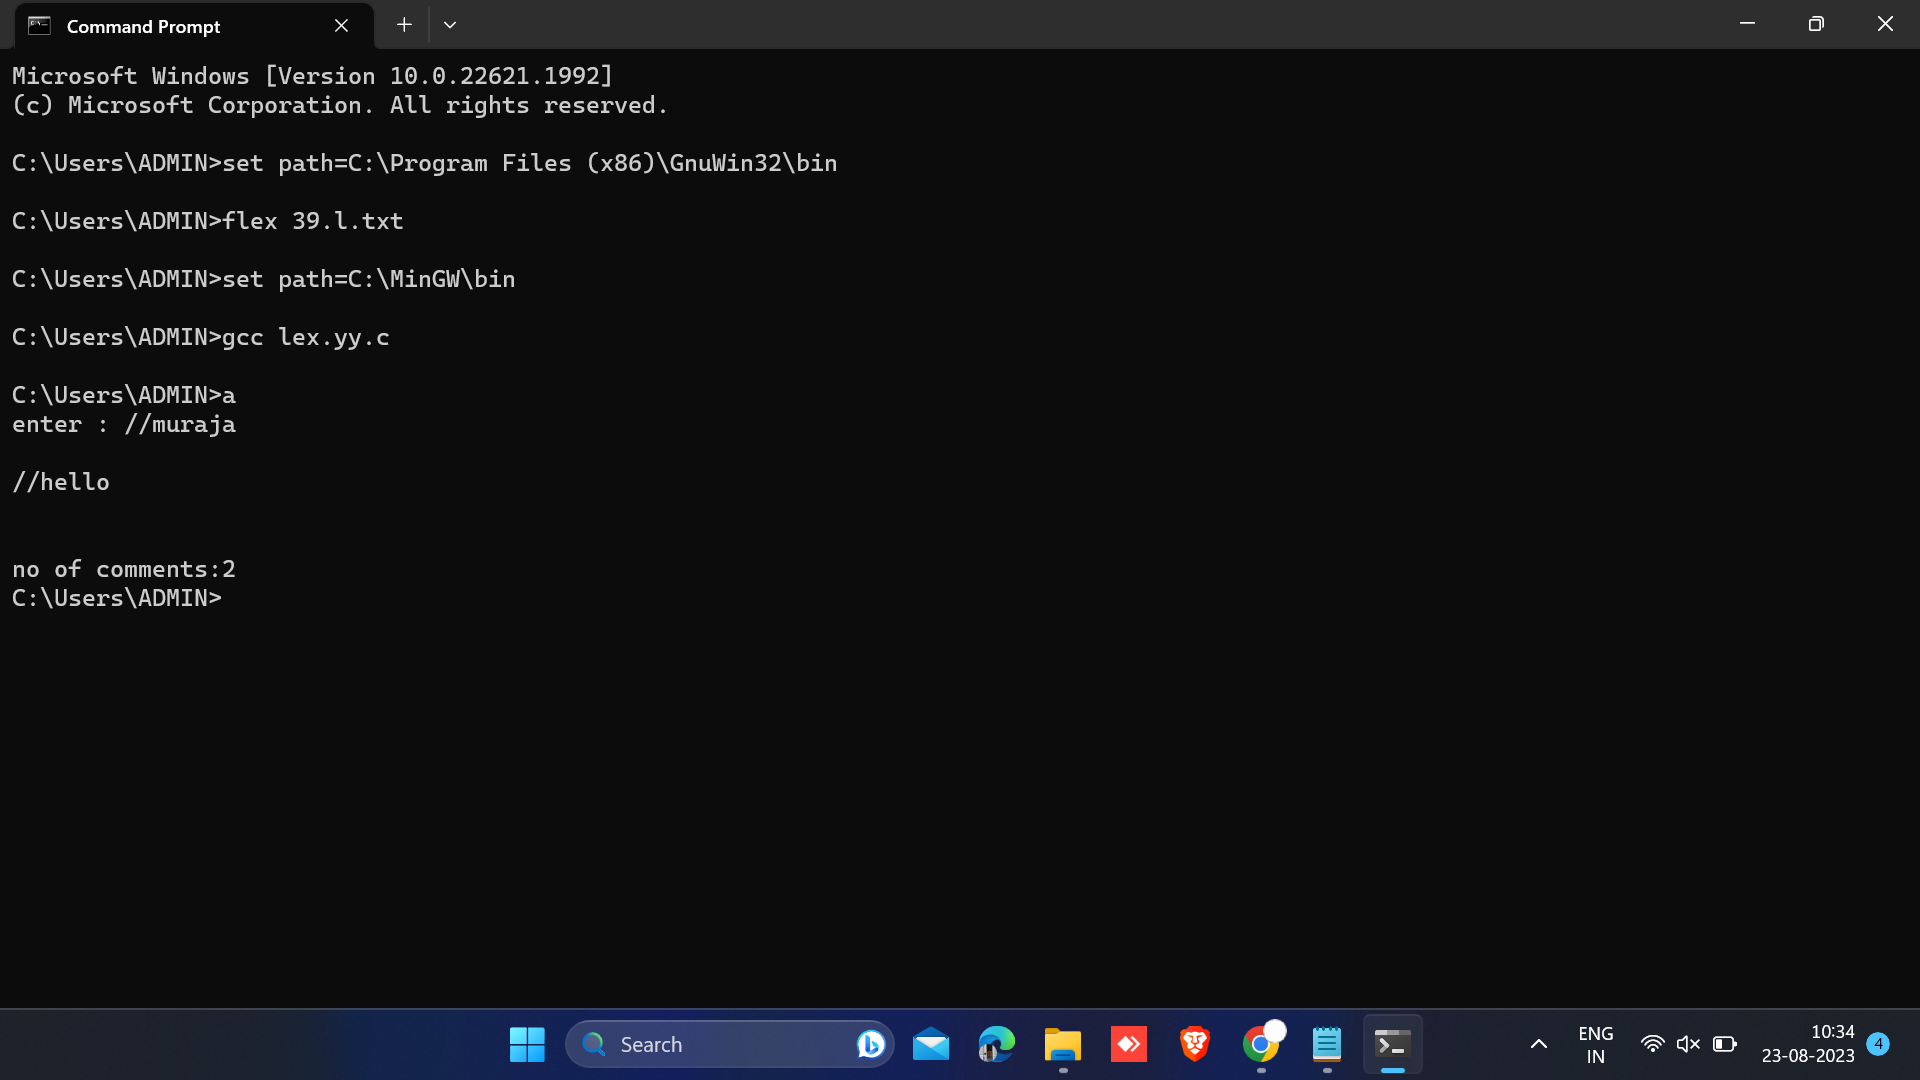 Command Prompt
Microsoft Windows [Version 10.0.22621.1992]
(c) Microsoft Corporation. All rights reserved.
C:\Users\ADMIN>set path=C:\Program Files (x86)\GnuWin32\bin
C:\Users\ADMIN>flex 39.l.txt
C:\Users\ADMIN>set path=C:\MinGW\bin
C:\Users\ADMIN>gcc lex.yy.c
C:\Users\ADMIN>a
enter : //muraja
//hello
no of comments:2
C:\Users\ADMIN>
Search
ENG
IN
10:34
23-08-2023
4